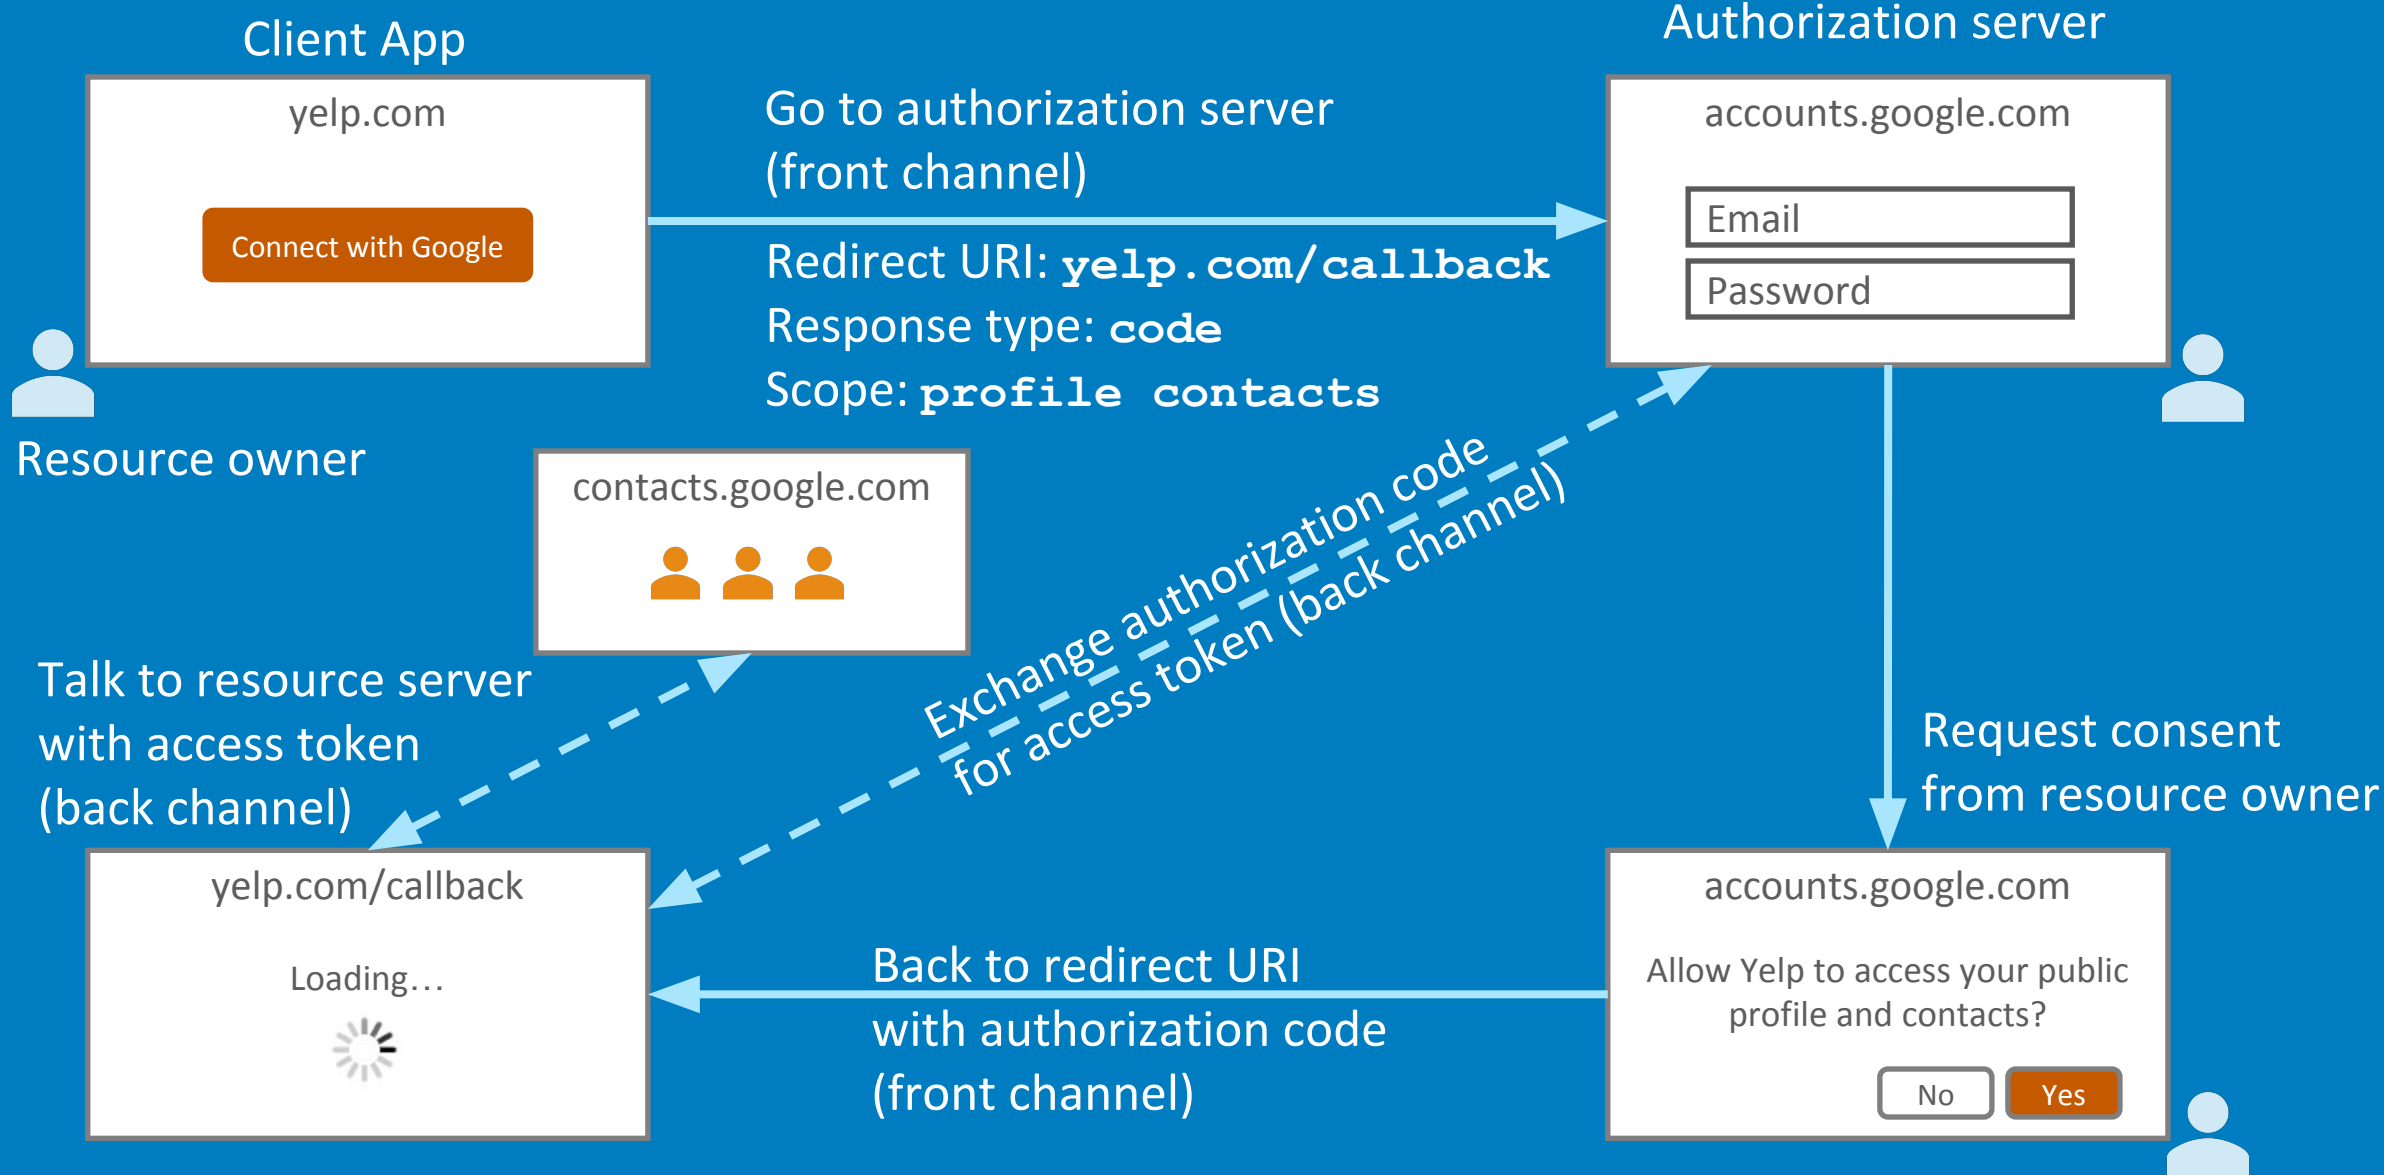 Client App
Authorization server
yelp.com
Connect with Google
Go to authorization server
(front channel)
Redirect URI: yelp.com/callback
Response type: code
Scope: profile contacts
accounts.google.com
Email
Password
Resource owner
contacts.google.com
Exchange authorization code
for access token (back channel)
Talk to resource server
with access token
(back channel)
Request consent
from resource owner
yelp.com/callback
Loading…
Back to redirect URI
with authorization code
(front channel)
accounts.google.com
Allow Yelp to access your public
profile and contacts?
No
Yes